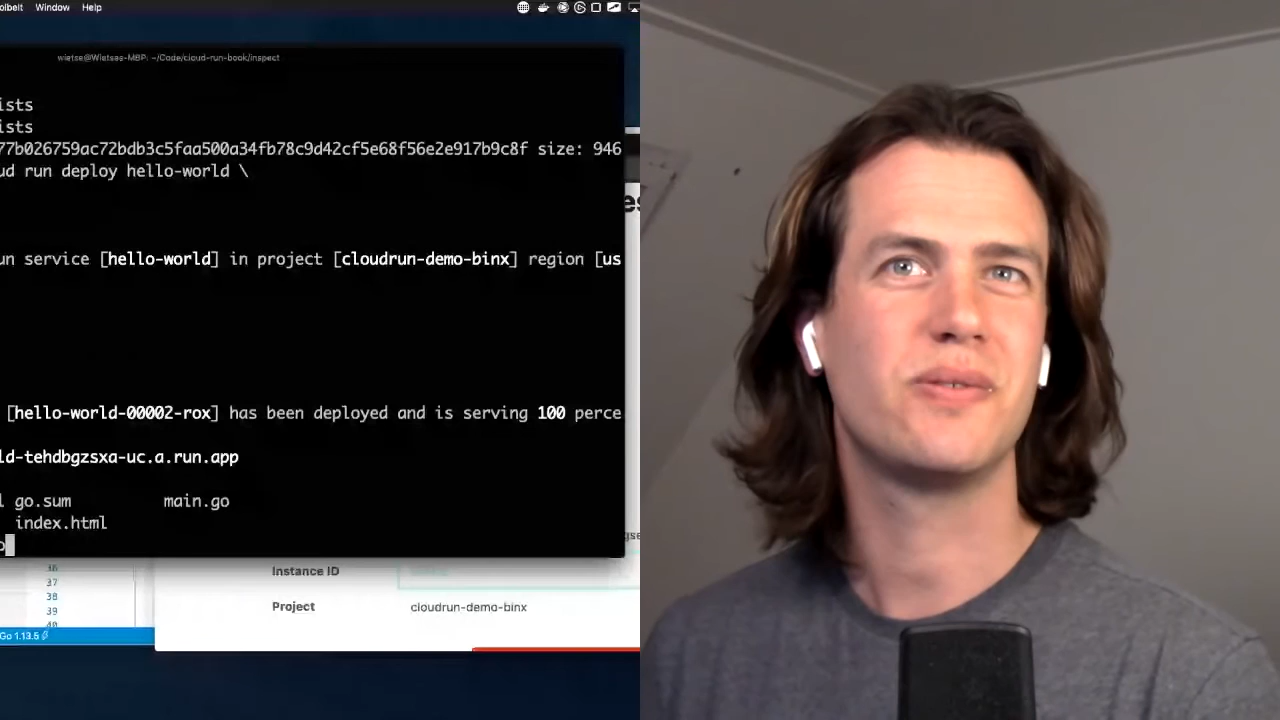 olbelt Window Help
wietse@Wietses-MBP: ~/Code/cloud-run-book/inspect
ists
ists
77b026759ac72bdb3c5faa500a34fb78c9d42cf5e68f56e2e917b9c8f size: 946
ud run deploy hello-world \
un service [hello-world] in project [cloudrun-demo-binx] region [us
[hello-world-00002-rox] has been deployed and is serving 100 perce
ld-tehdbgzsxa-uc.a.run.app
l go.sum main.go
index.html
es
Instance ID
Project cloudrun-demo-binx
36
37
38
39
40
Go 1.13.5